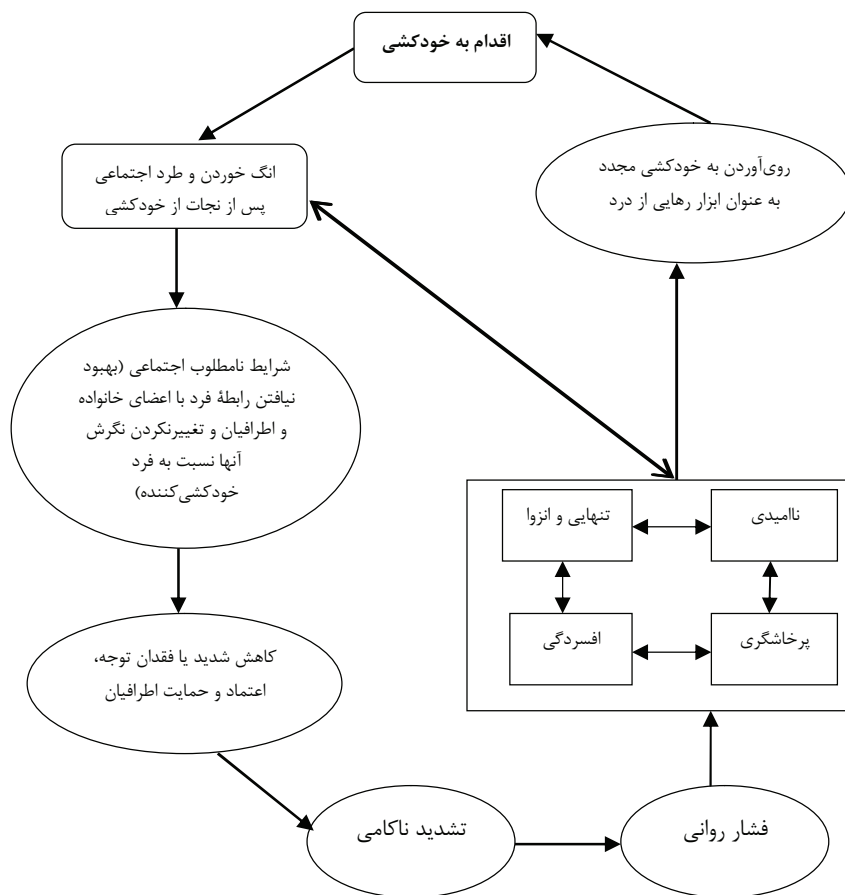 اقدام به خودکشی
روی‌آوردن به خودکشی مجدد
به عنوان ابزار رهایی از درد
انگ خوردن و طرد اجتماعی
پس از نجات از خودکشی
شرایط نامطلوب اجتماعی (بهبود
نیافتن رابطهٔ فرد با اعضای خانواده
و اطرافیان و تغییرنکردن نگرش
آنها نسبت به فرد
خودکشی‌کننده)
ناامیدی
تنهایی و انزوا
پرخاشگری
افسردگی
کاهش شدید یا فقدان توجه،
اعتماد و حمایت اطرافیان
فشار روانی
تشدید ناکامی